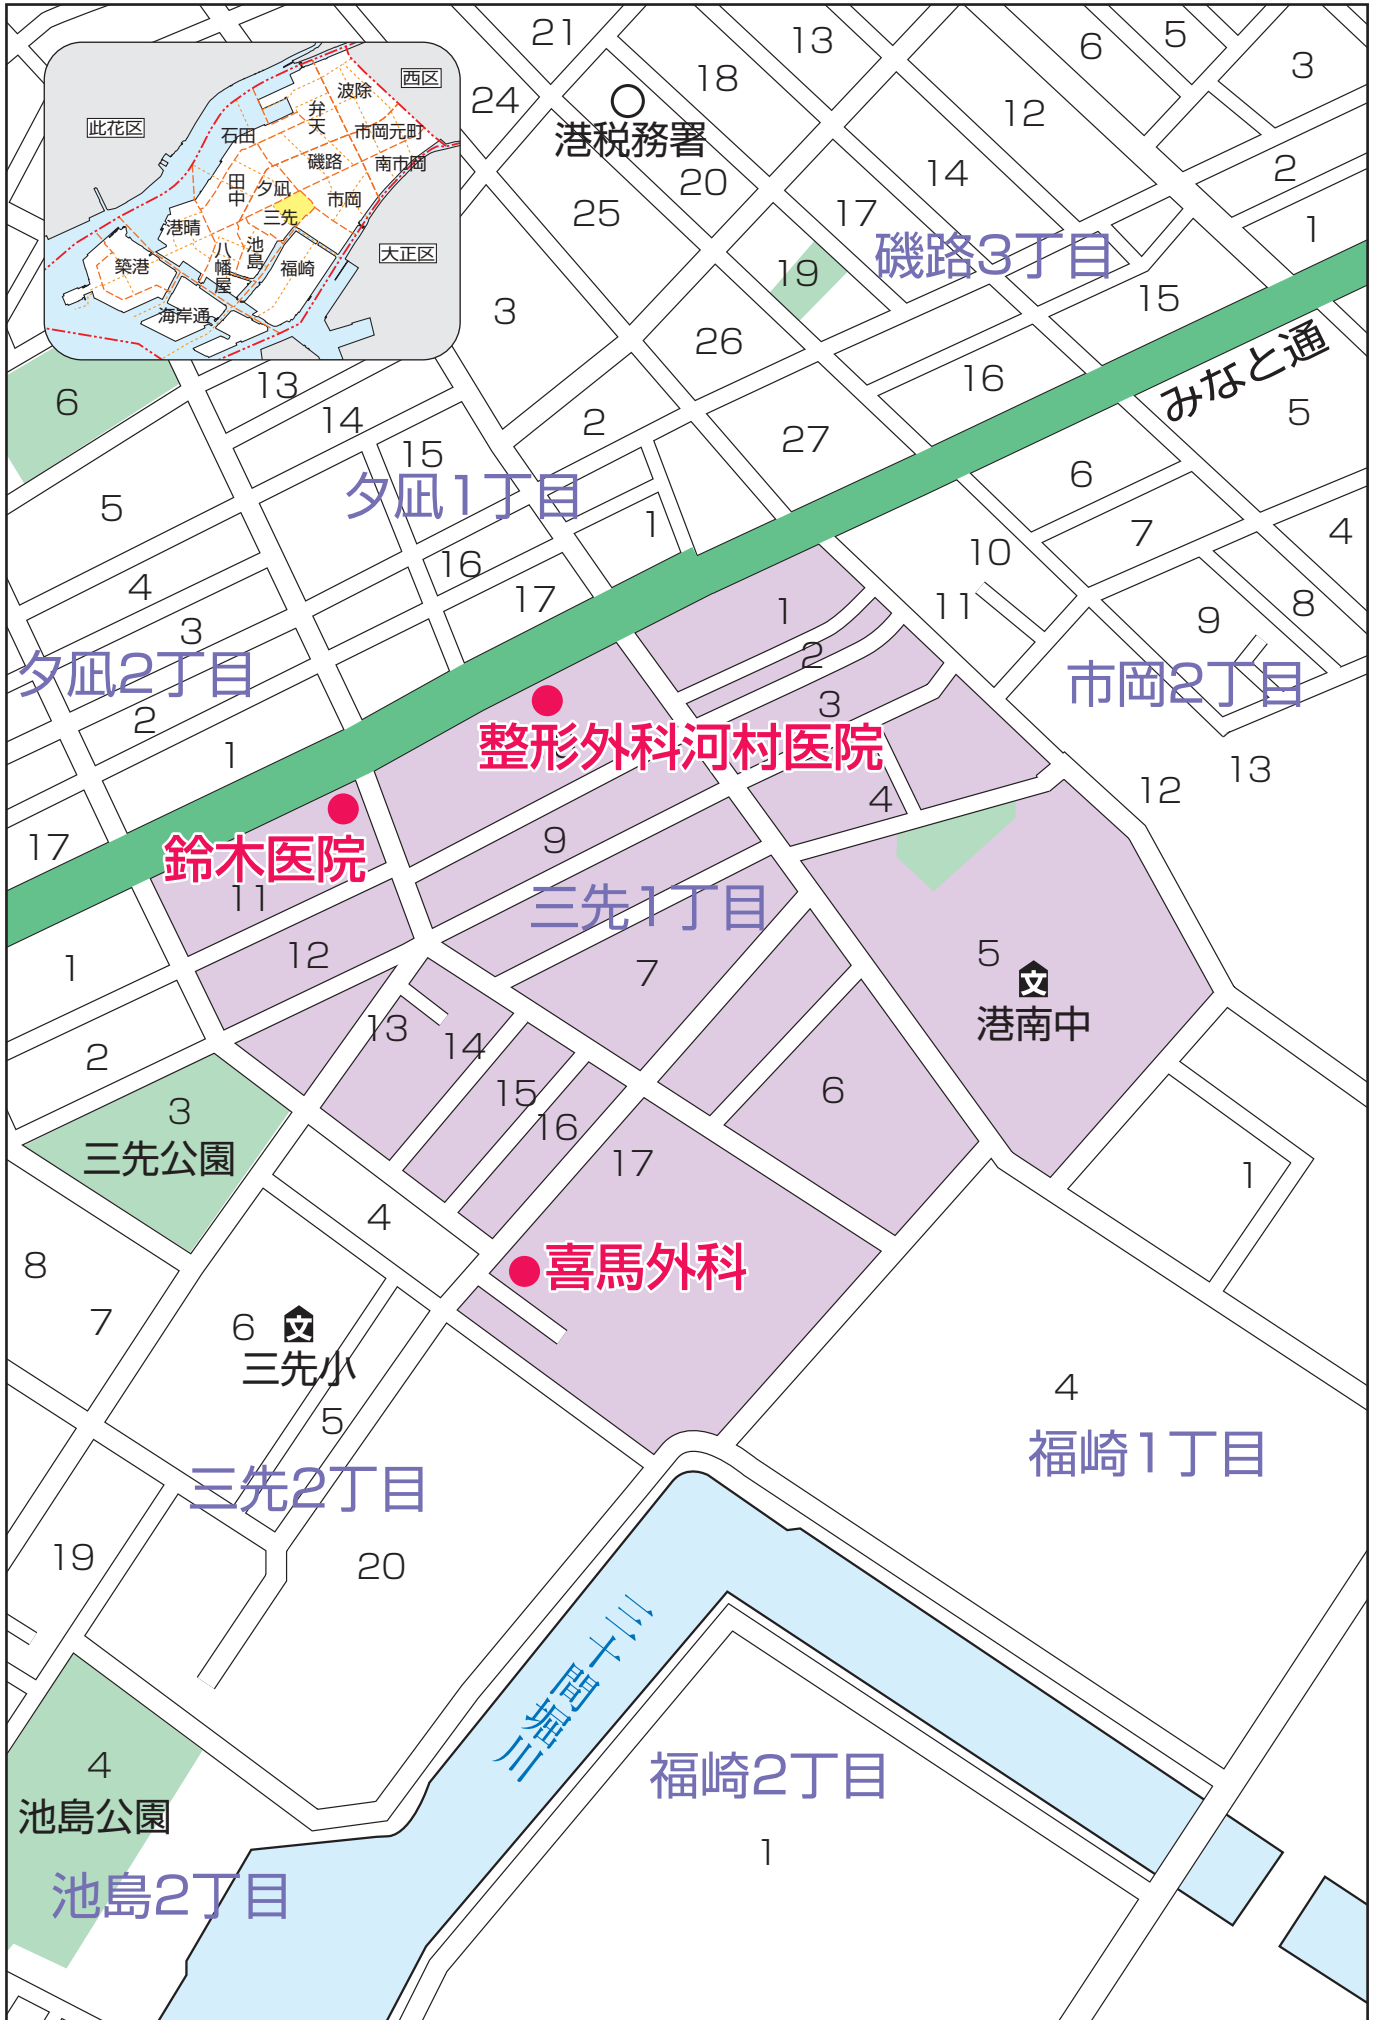 21
13
6
5
3
18
24
12
港税務署
西区
波除
弁天
此花区
石田
市岡元町
磯路
南市岡
田中
夕凪
市岡
三先
港晴
池島
八幡屋
大正区
築港
福崎
海岸通
20
14
2
25
17
1
磯路3丁目
19
15
3
26
16
みなと通
6
13
14
2
27
5
15
6
夕凪1丁目
5
1
7
4
10
16
4
17
11
8
3
1
9
2
夕凪2丁目
市岡2丁目
3
2
1
整形外科河村医院
13
12
4
17
9
鈴木医院
11
三先1丁目
12
5
1
7
港南中
13
14
2
15
6
3
16
三先公園
17
1
4
8
喜馬外科
7
6
三先小
4
5
福崎1丁目
三先2丁目
19
20
三十間堀川
4
福崎2丁目
池島公園
1
池島2丁目